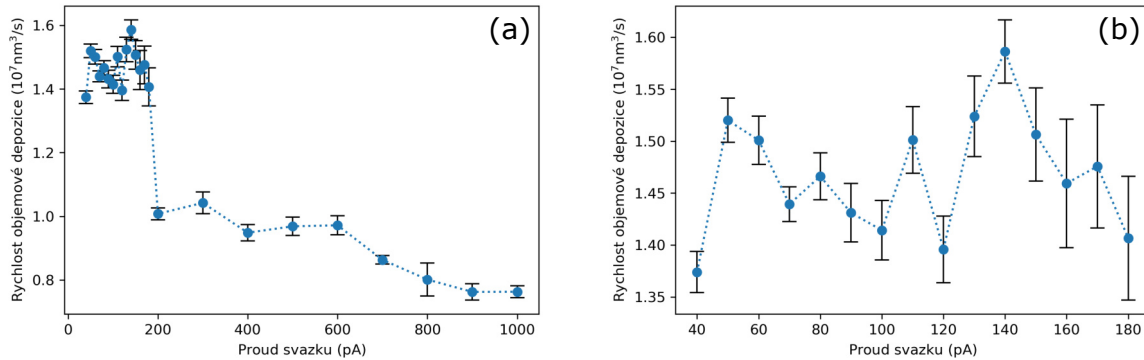 (a)
Rychlost objemové depozice (10⁷nm³/s)
1.6
1.4
1.2
1.0
0.8
0 200 400 600 800 1000
Proud svazku (pA)
(b)
Rychlost objemové depozice (10⁷nm³/s)
1.60
1.55
1.50
1.45
1.40
1.35
40 60 80 100 120 140 160 180
Proud svazku (pA)